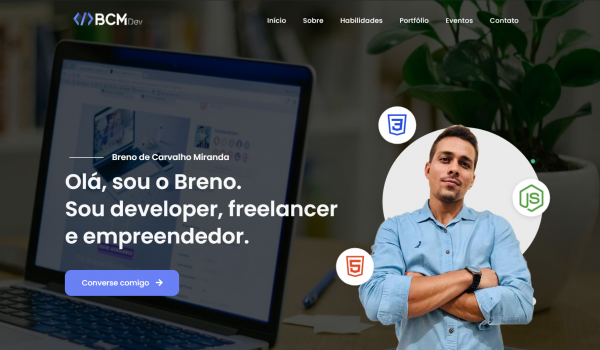 </>BCM Dev
Início Sobre Habilidades Portfólio Eventos Contato
Breno de Carvalho Miranda
Olá, sou o Breno.
Sou developer, freelancer
e empreendedor.
Converse comigo →
3
JS
5